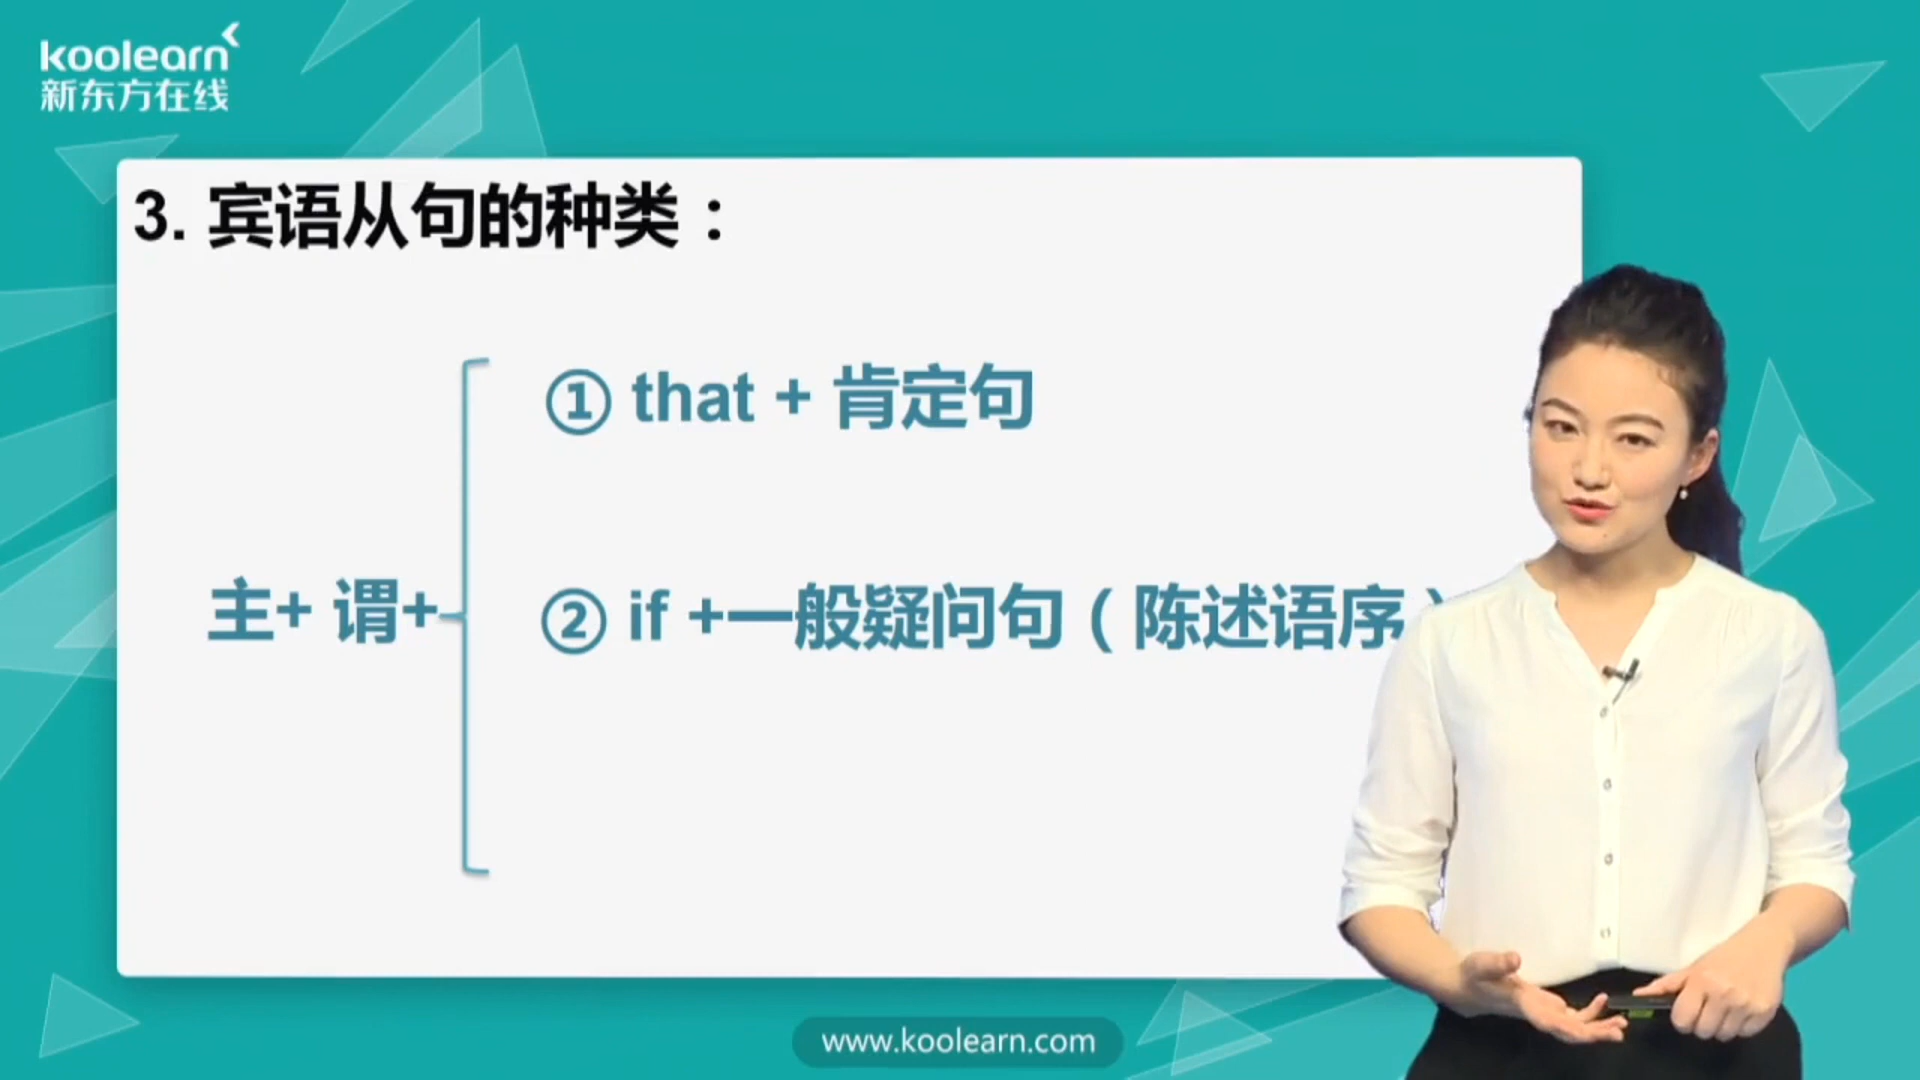 koolearn
新东方在线
3. 宾语从句的种类：
① that + 肯定句
主+ 谓+
② if +一般疑问句（陈述语序）
www.koolearn.com